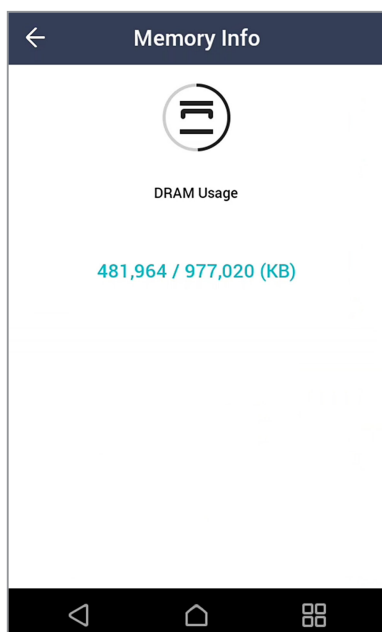 Memory Info
DRAM Usage
481,964 / 977,020 (KB)